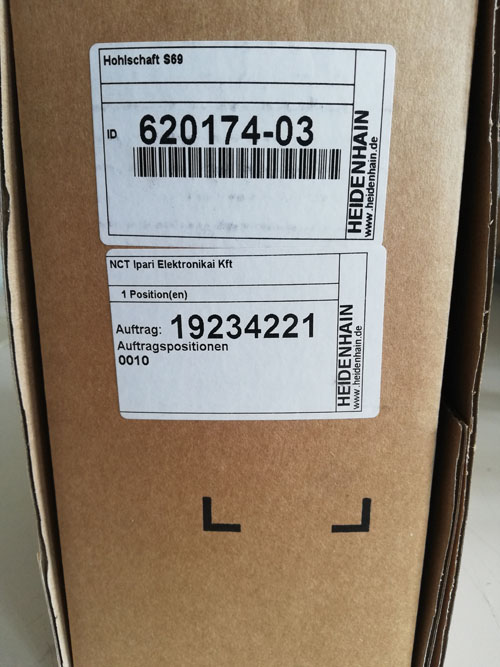 Hohlschaft S69
ID 620174-03
HEIDENHAIN
www.heidenhain.de
NCT Ipari Elektronikai Kft
1 Position(en)
Auftrag: 19234221
Auftragspositionen
0010
HEIDENHAIN
www.heidenhain.de